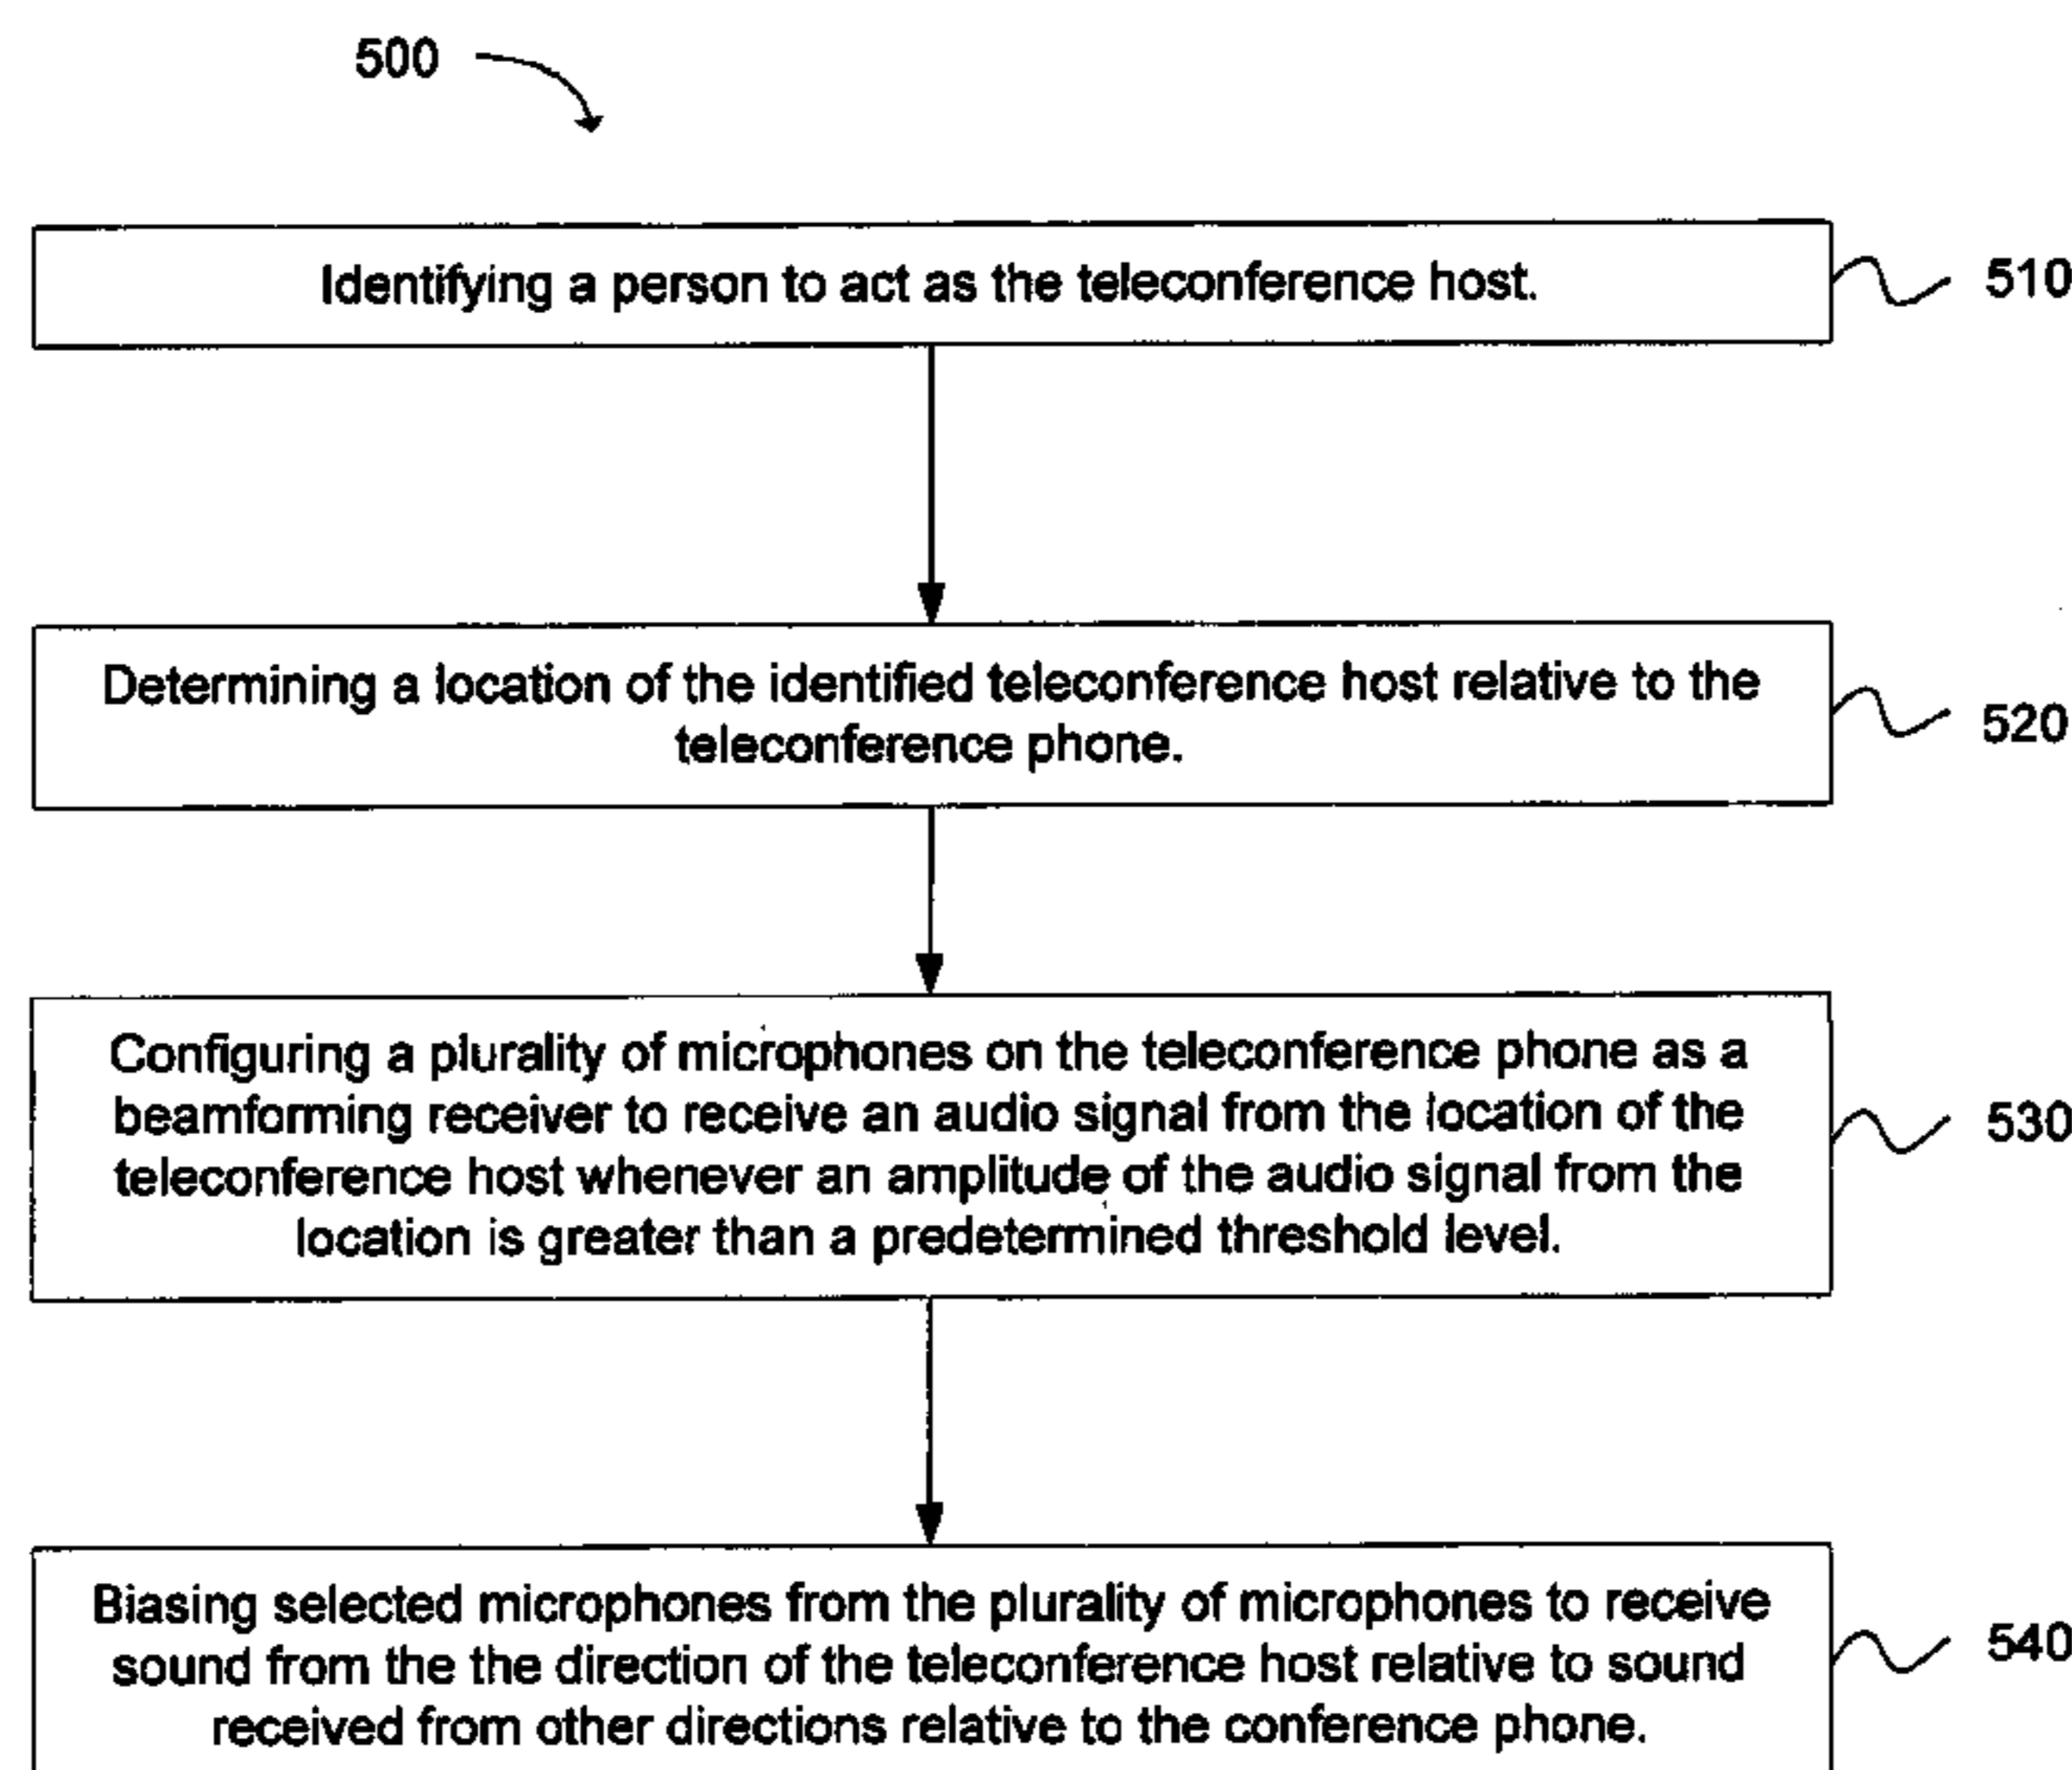 500
Identifying a person to act as the teleconference host.
510
Determining a location of the identified teleconference host relative to the
teleconference phone.
520
Configuring a plurality of microphones on the teleconference phone as a
beamforming receiver to receive an audio signal from the location of the
teleconference host whenever an amplitude of the audio signal from the
location is greater than a predetermined threshold level.
530
Biasing selected microphones from the plurality of microphones to receive
sound from the the direction of the teleconference host relative to sound
received from other directions relative to the conference phone.
540